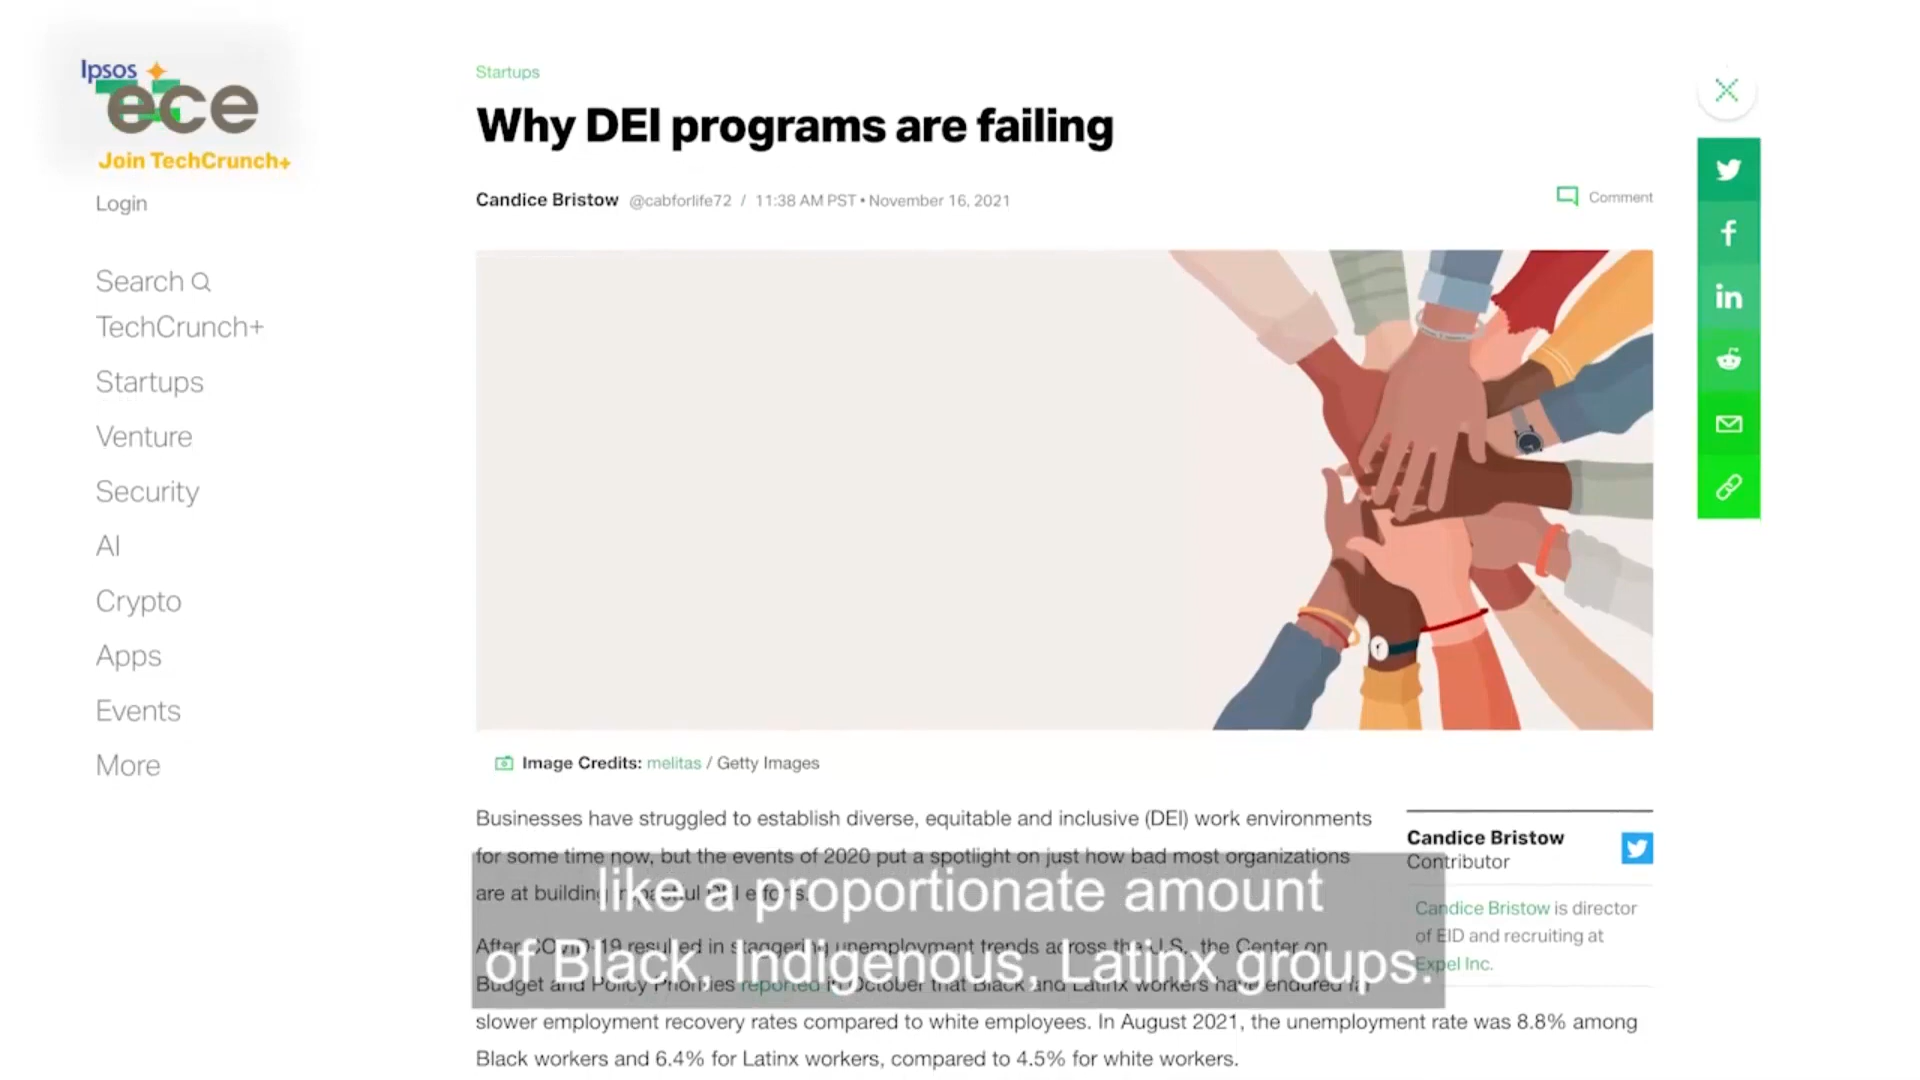 Ipsos
ece
Join TechCrunch+
Login
Search
TechCrunch+
Startups
Venture
Security
AI
Crypto
Apps
Events
More
Startups
Why DEI programs are failing
Candice Bristow @cabforlife72 / 11:38 AM PST • November 16, 2021
Comment
Image Credits: melitas / Getty Images
Businesses have struggled to establish diverse, equitable and inclusive (DEI) work environments
for some time now, but the events of 2020 put a spotlight on just how bad most organizations
are at building
After COVID-19 resulted in staggering unemployment trends across the U.S., the Center on
Budget and Policy Priorities reported in October that Black and Latinx workers have endured
slower employment recovery rates compared to white employees. In August 2021, the unemployment rate was 8.8% among
Black workers and 6.4% for Latinx workers, compared to 4.5% for white workers.
Candice Bristow
Contributor
Candice Bristow is director
of EID and recruiting at
Expel Inc.
like a proportionate amount
of Black, Indigenous, Latinx groups.